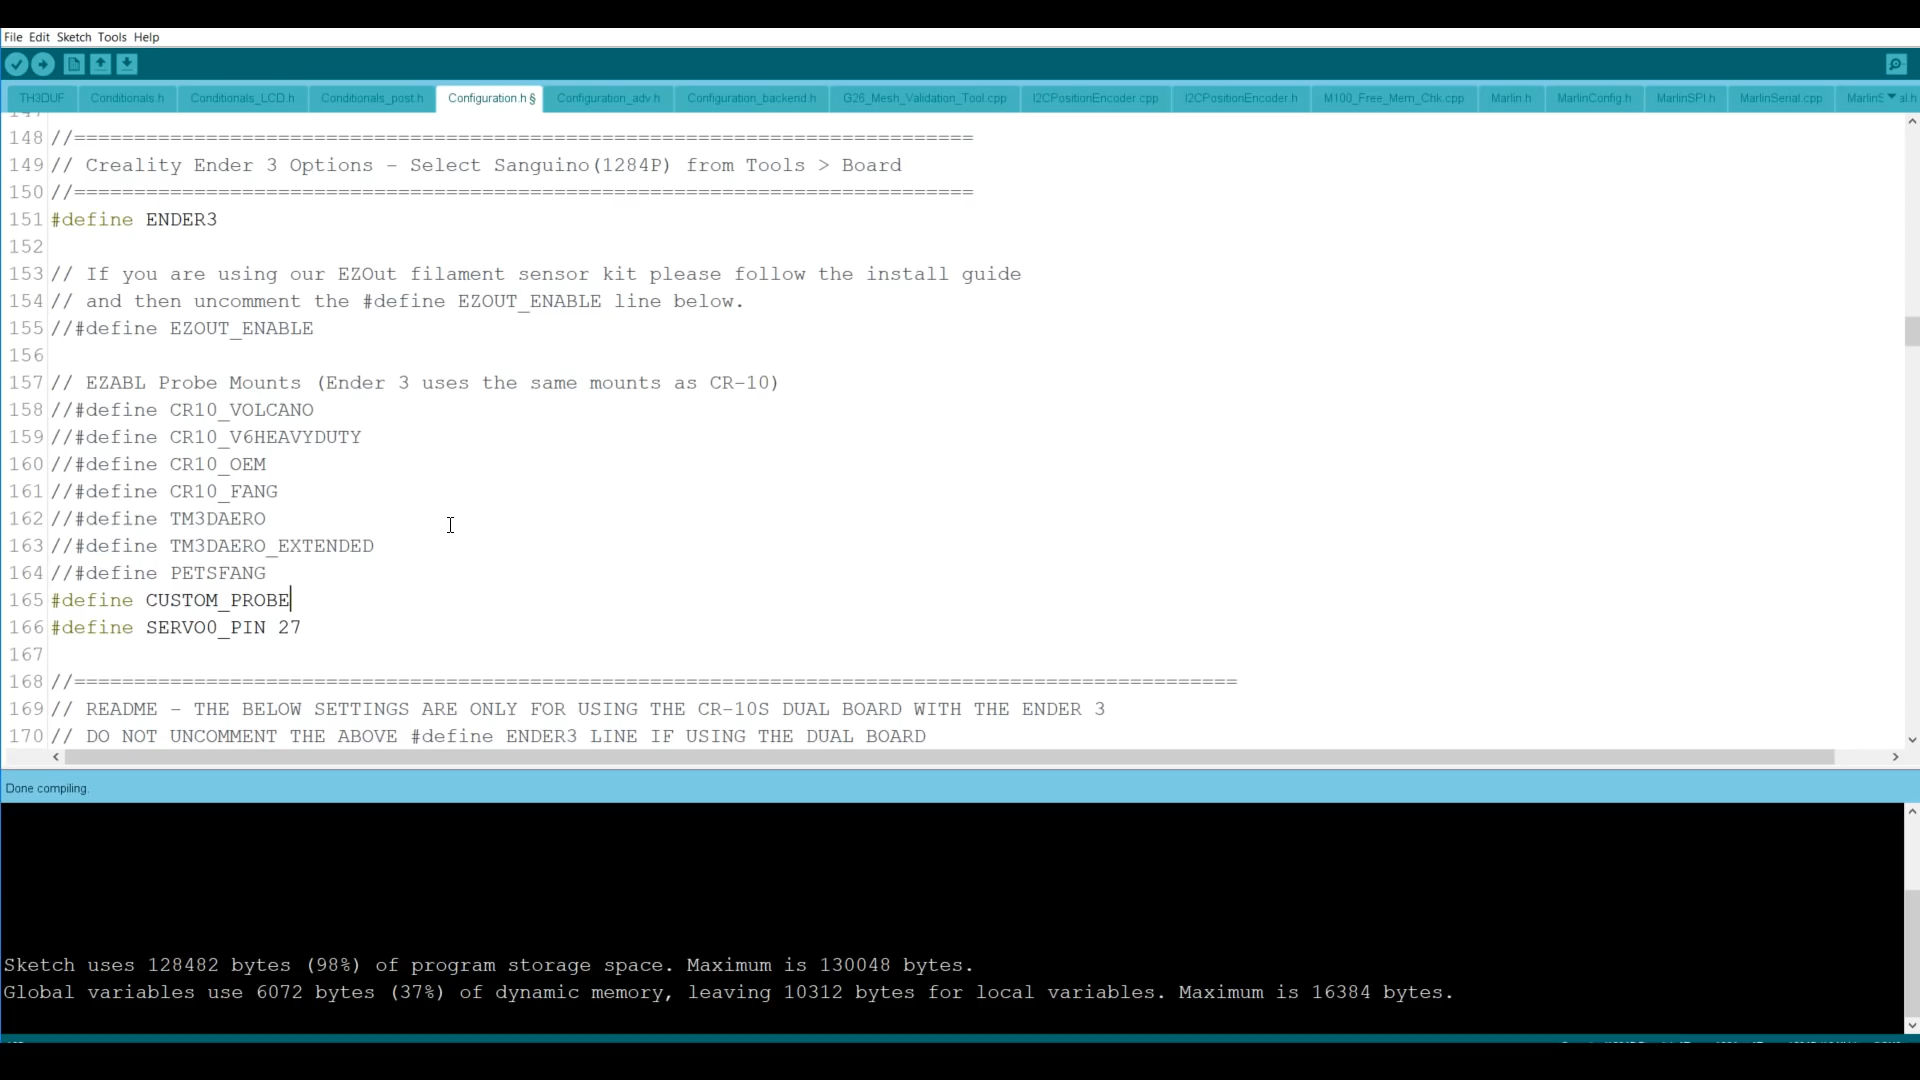 File Edit Sketch Tools Help
TH3DUF Conditionals.h Conditionals_LCD.h Conditionals_post.h Configuration.h § Configuration_adv.h Configuration_backend.h G26_Mesh_Validation_Tool.cpp I2CPositionEncoder.cpp I2CPositionEncoder.h M100_Free_Mem_Chk.cpp Marlin.h MarlinConfig.h MarlinSPI.h MarlinSerial.cpp
148 //===========================================================================
149 // Creality Ender 3 Options - Select Sanguino(1284P) from Tools > Board
150 //===========================================================================
151 #define ENDER3
152
153 // If you are using our EZOut filament sensor kit please follow the install guide
154 // and then uncomment the #define EZOUT_ENABLE line below.
155 //#define EZOUT_ENABLE
156
157 // EZABL Probe Mounts (Ender 3 uses the same mounts as CR-10)
158 //#define CR10_VOLCANO
159 //#define CR10_V6HEAVYDUTY
160 //#define CR10_OEM
161 //#define CR10_FANG
162 //#define TM3DAERO
163 //#define TM3DAERO_EXTENDED
164 //#define PETSFANG
165 #define CUSTOM_PROBE
166 #define SERVO0_PIN 27
167
168 //=================================================================================================
169 // README - THE BELOW SETTINGS ARE ONLY FOR USING THE CR-10S DUAL BOARD WITH THE ENDER 3
170 // DO NOT UNCOMMENT THE ABOVE #define ENDER3 LINE IF USING THE DUAL BOARD
Done compiling.
Sketch uses 128482 bytes (98%) of program storage space. Maximum is 130048 bytes.
Global variables use 6072 bytes (37%) of dynamic memory, leaving 10312 bytes for local variables. Maximum is 16384 bytes.